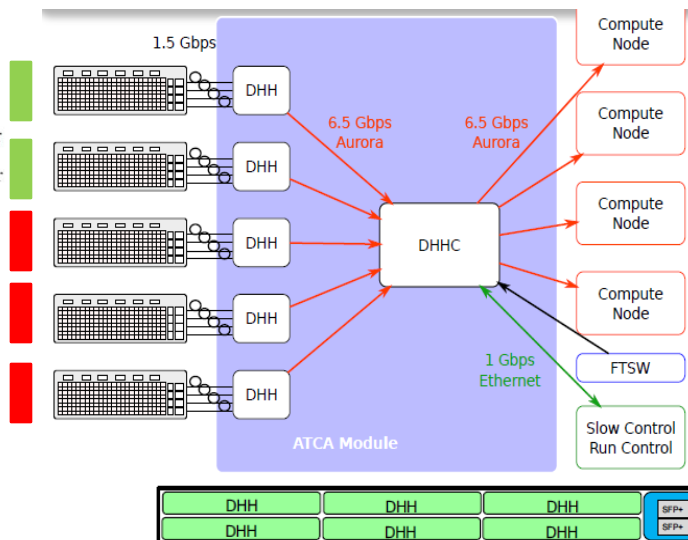 1.5 Gbps
DHH
DHH
DHH
DHH
DHH
6.5 Gbps
Aurora
6.5 Gbps
Aurora
DHHC
Compute
Node
Compute
Node
Compute
Node
Compute
Node
FTSW
1 Gbps
Ethernet
Slow Control
Run Control
ATCA Module
DHH DHH DHH SFP+
DHH DHH DHH SFP+